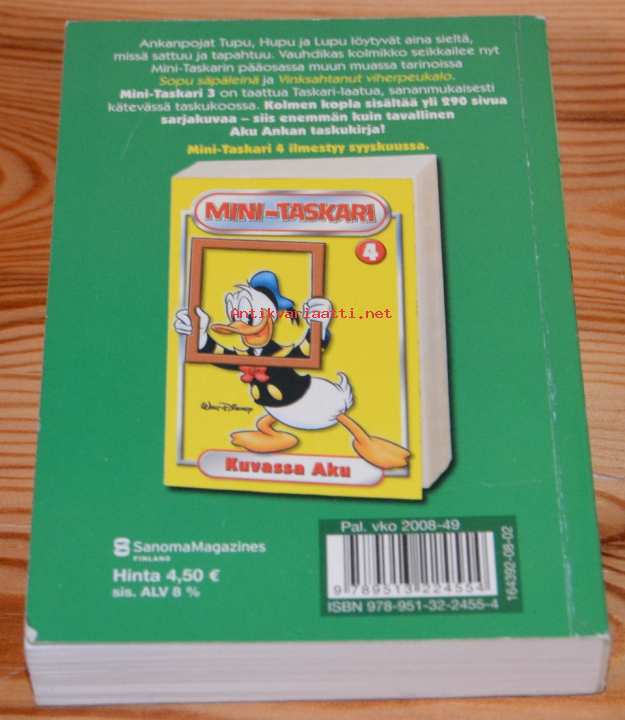 Ankanpojat Tupu, Hupu ja Lupu löytyvät aina sieltä,
missä sattuu ja tapahtuu. Vauhdikas kolmikko seikkailee nyt
Mini-Taskarin pääosassa muun muassa tarinoissa
Sopu säpäleinä ja Vinksahtanut viherpeukalo.
Mini-Taskari 3 on taattua Taskari-laatua, sananmukaisesti
kätevässä taskukoossa. Kolmen kopla sisältää yli 290 sivua
sarjakuvaa – siis enemmän kuin tavallinen
Aku Ankan taskukirja!
Mini-Taskari 4 ilmestyy syyskuussa.
MINI-TASKARI
4
Antikvariaatti.net
Walt Disney
Kuvassa Aku
SanomaMagazines
FINLAND
Hinta 4,50 €
sis. ALV 8 %
Pal. vko 2008-49
9 789513 224554
ISBN 978-951-32-2455-4
164392-08-02